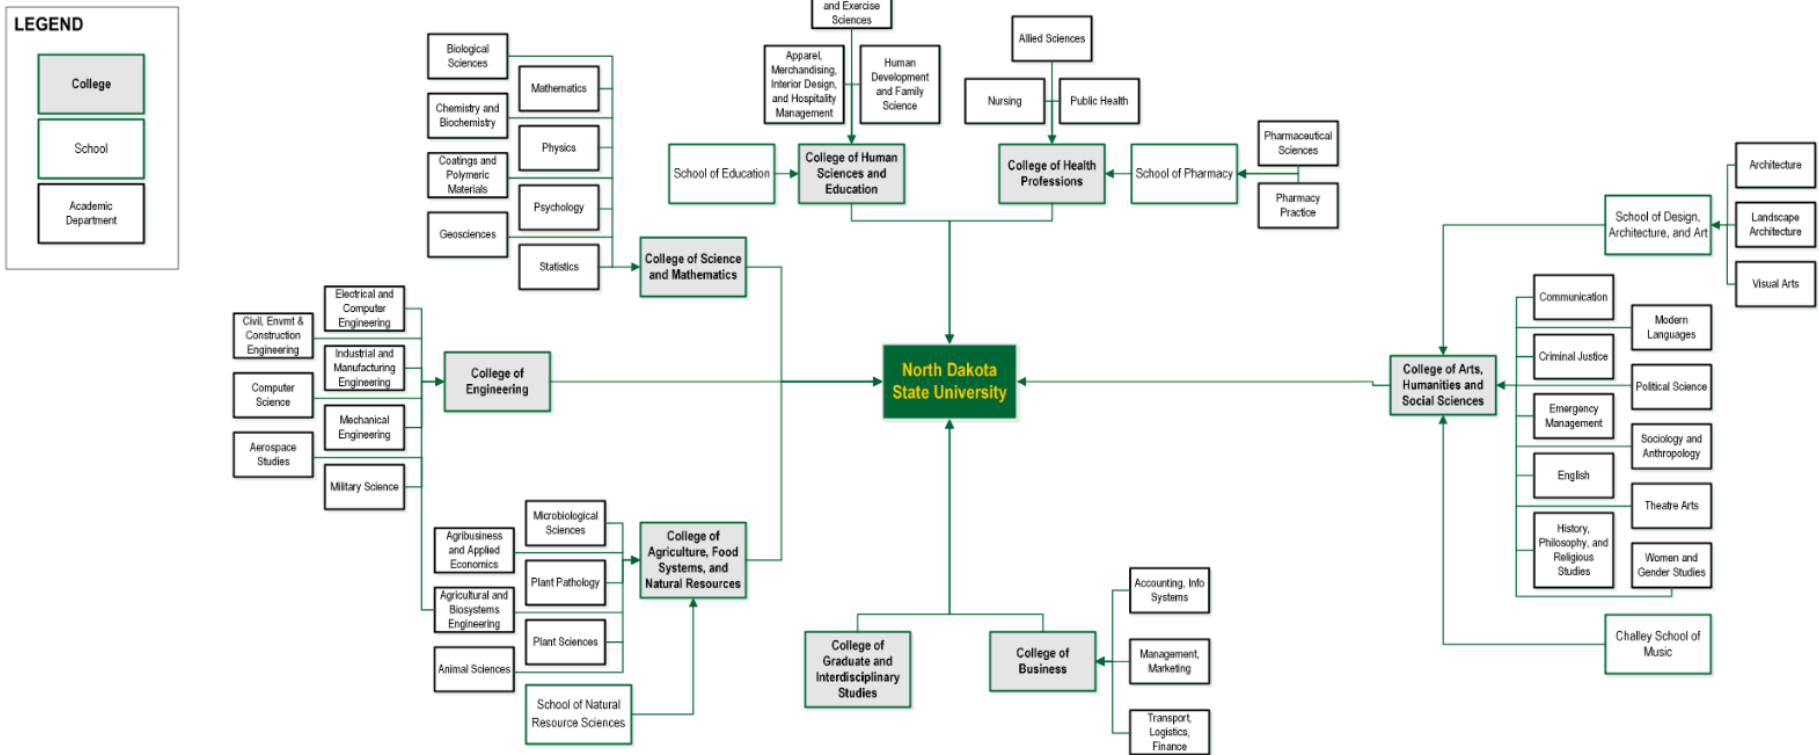 LEGEND
College
School
Academic
Department
Biological
Sciences
Mathematics
Chemistry and
Biochemistry
Physics
Coatings and
Polymeric
Materials
Psychology
Geosciences
Statistics
College of Science
and Mathematics
and Exercise
Sciences
Apparel,
Merchandising,
Interior Design,
and Hospitality
Management
Human
Development
and Family
Science
School of Education
College of Human
Sciences and
Education
Allied Sciences
Nursing
Public Health
College of Health
Professions
School of Pharmacy
Pharmaceutical
Sciences
Pharmacy
Practice
Electrical and
Computer
Engineering
Civil, Envmt &
Construction
Engineering
Industrial and
Manufacturing
Engineering
Computer
Science
Mechanical
Engineering
Aerospace
Studies
Military Science
College of
Engineering
North Dakota
State University
Microbiological
Sciences
Agribusiness
and Applied
Economics
Plant Pathology
Agricultural and
Biosystems
Engineering
Plant Sciences
Animal Sciences
School of Natural
Resource Sciences
College of
Agriculture, Food
Systems, and
Natural Resources
College of
Graduate and
Interdisciplinary
Studies
College of
Business
Accounting, Info
Systems
Management,
Marketing
Transport,
Logistics,
Finance
College of Arts,
Humanities and
Social Sciences
School of Design,
Architecture, and Art
Architecture
Landscape
Architecture
Visual Arts
Communication
Modern
Languages
Criminal Justice
Political Science
Emergency
Management
Sociology and
Anthropology
English
Theatre Arts
History,
Philosophy, and
Religious
Studies
Women and
Gender Studies
Challey School of
Music